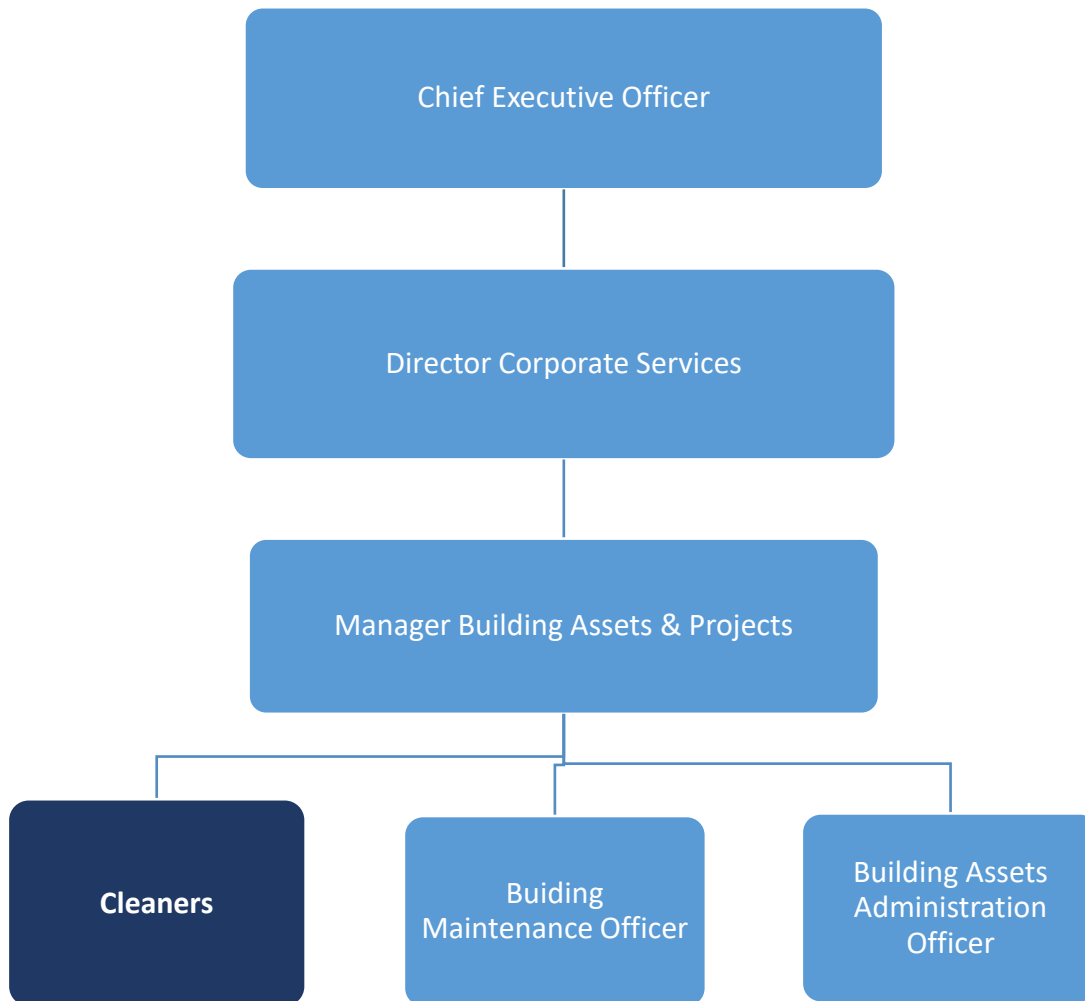 Chief Executive Officer
Director Corporate Services
Manager Building Assets & Projects
Cleaners
Buiding
Maintenance Officer
Building Assets
Administration
Officer